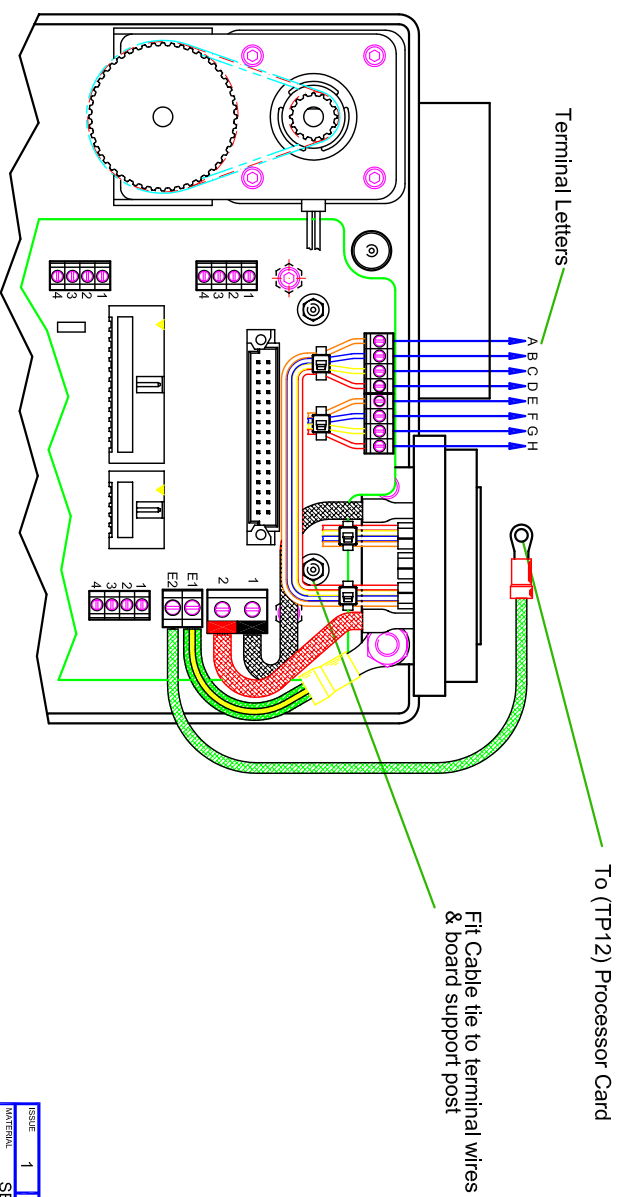 Terminal Letters
A
B
C
D
E
F
G
H
To (TP12) Processor Card
Fit Cable tie to terminal wires
& board support post
1
2
3
4
1
2
3
4
1
2
3
4
E1
E2
1
2
ISSUE
1
MATERIAL